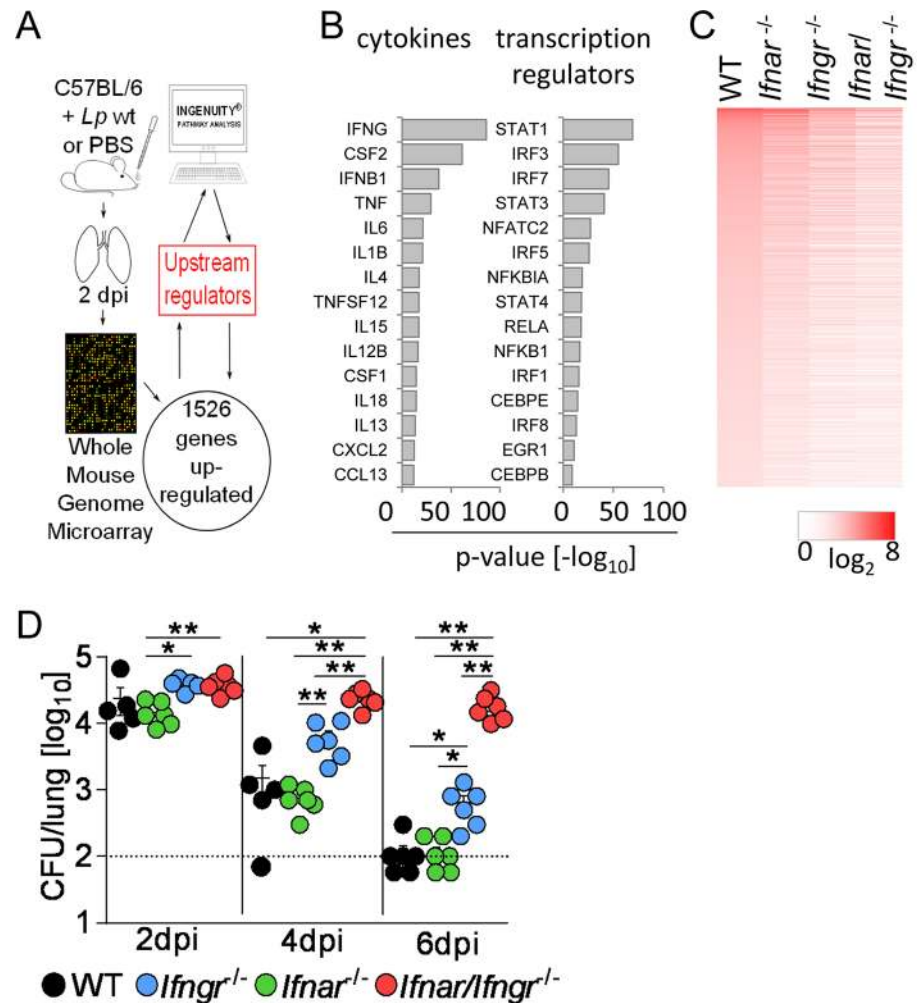 A
C57BL/6
+ Lp wt
or PBS
INGENUITY®
PATHWAY ANALYSIS
2 dpi
Upstream
regulators
Whole
Mouse
Genome
Microarray
1526
genes
up-
regulated
B
cytokines
IFNG
CSF2
IFNB1
TNF
IL6
IL1B
IL4
TNFSF12
IL15
IL12B
CSF1
IL18
IL13
CXCL2
CCL13
0 50 100
transcription
regulators
STAT1
IRF3
IRF7
STAT3
NFATC2
IRF5
NFKBIA
STAT4
RELA
NFKB1
IRF1
CEBPE
IRF8
EGR1
CEBPB
0 50 100
p-value [-log10]
C
WT
Ifnar-/-
Ifngr-/-
Ifnar/
Ifngr-/-
0 8
log2
D
CFU/lung [log10]
5
4
3
2
1
**
*
*
**
**
**
**
**
**
*
*
2dpi 4dpi 6dpi
WT Ifngr-/- Ifnar-/- Ifnar/Ifngr-/-